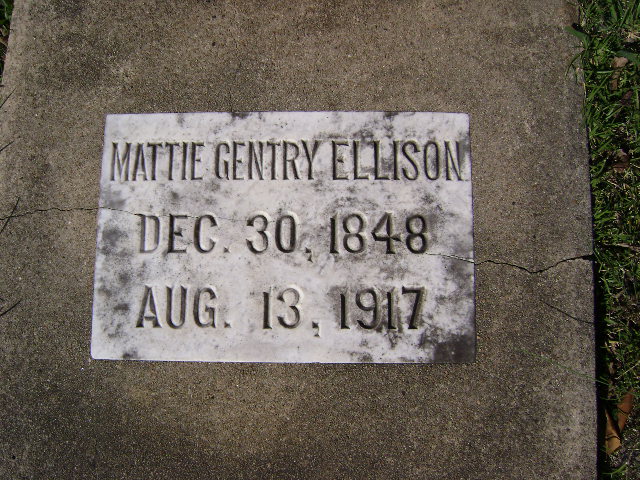 MATTIE GENTRY ELLISON
DEC. 30, 1848
AUG. 13, 1917